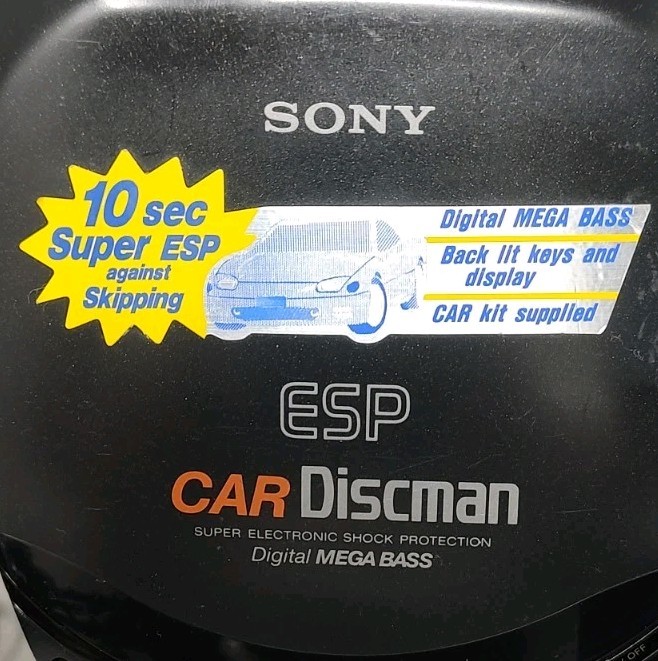 SONY
10 sec
Super ESP
against
Skipping
Digital MEGA BASS
Back lit keys and
display
CAR kit supplied
ESP
CAR Discman
SUPER ELECTRONIC SHOCK PROTECTION
Digital MEGA BASS
OFF